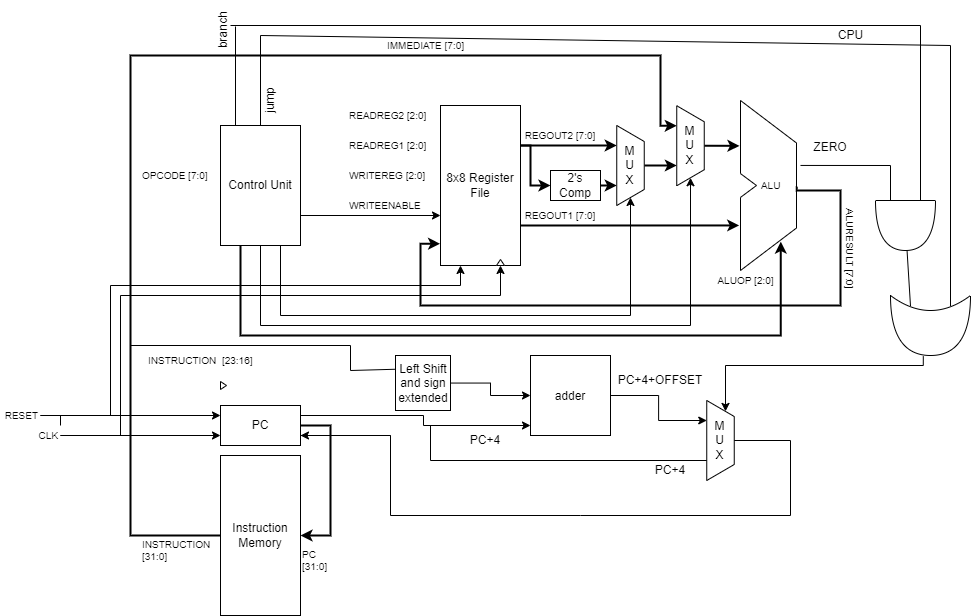 branch
CPU
IMMEDIATE [7:0]
jump
READREG2 [2:0]
READREG1 [2:0]
OPCODE [7:0]
WRITEREG [2:0]
WRITEENABLE
Control Unit
8x8 Register
File
REGOUT2 [7:0]
2's
Comp
REGOUT1 [7:0]
MUX
MUX
ALU
ZERO
ALURESULT [7:0]
ALUOP [2:0]
INSTRUCTION [23:16]
Left Shift
and sign
extended
adder
PC+4+OFFSET
RESET
CLK
PC
PC+4
PC+4
MUX
Instruction
Memory
INSTRUCTION
[31:0]
PC
[31:0]